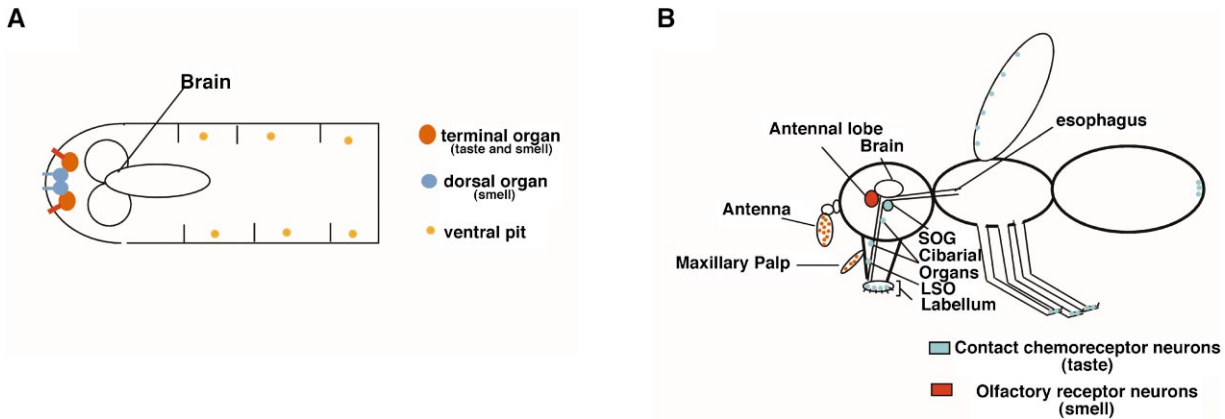 A
Brain
terminal organ
(taste and smell)
dorsal organ
(smell)
ventral pit
B
esophagus
Antennal lobe
Brain
Antenna
SOG
Cibarial
Organs
Maxillary Palp
LSO
Labellum
Contact chemoreceptor neurons
(taste)
Olfactory receptor neurons
(smell)